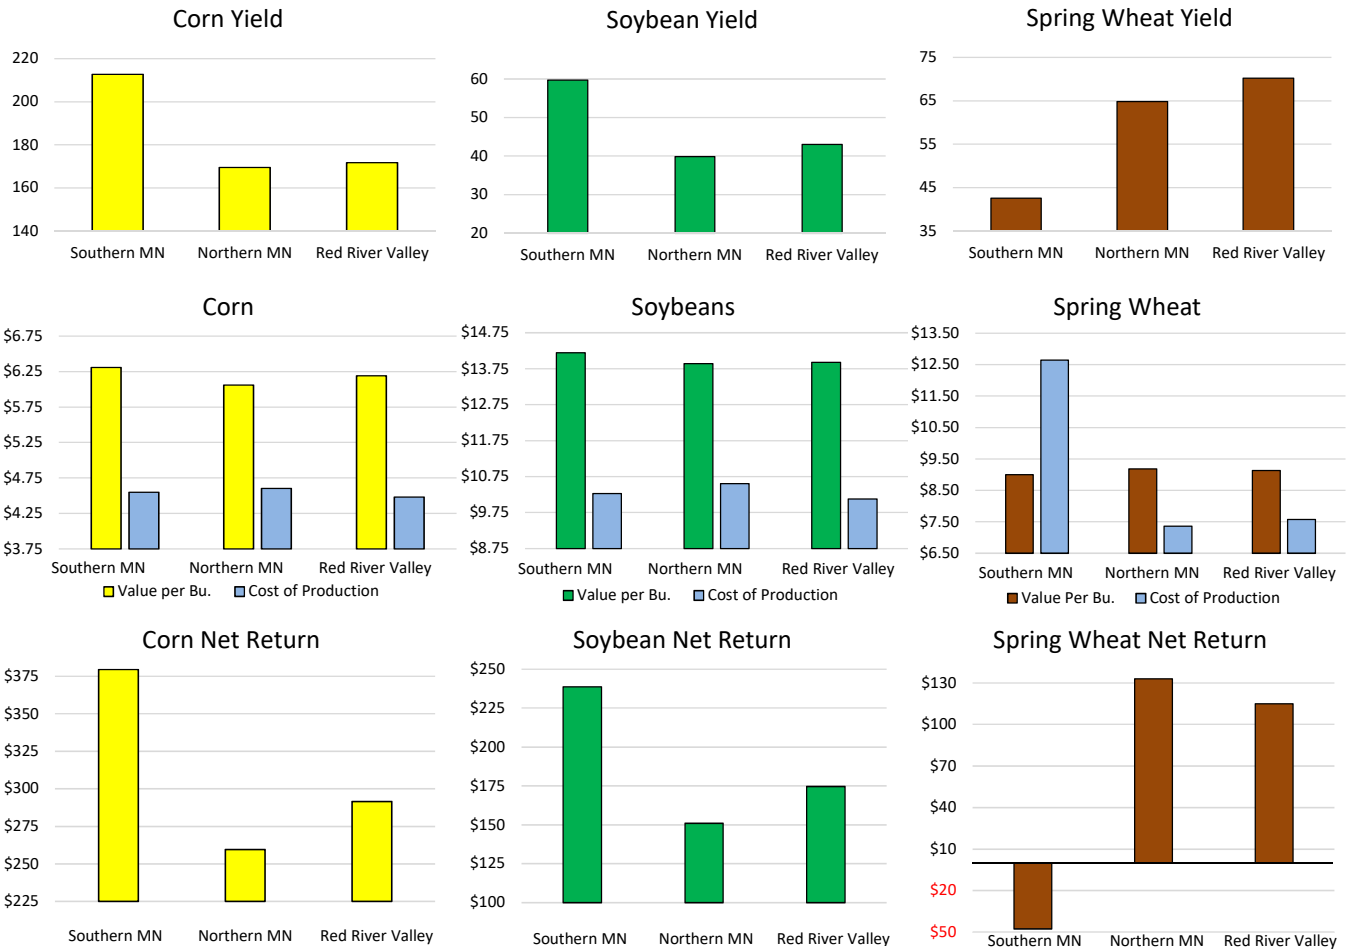 Corn Yield
220
200
180
160
140
Southern MN Northern MN Red River Valley
Soybean Yield
60
50
40
30
20
Southern MN Northern MN Red River Valley
Spring Wheat Yield
75
65
55
45
35
Southern MN Northern MN Red River Valley
Corn
$6.75
$6.25
$5.75
$5.25
$4.75
$4.25
$3.75
Southern MN Northern MN Red River Valley
Value per Bu. Cost of Production
Soybeans
$14.75
$13.75
$12.75
$11.75
$10.75
$9.75
$8.75
Southern MN Northern MN Red River Valley
Value per Bu. Cost of Production
Spring Wheat
$13.50
$12.50
$11.50
$10.50
$9.50
$8.50
$7.50
$6.50
Southern MN Northern MN Red River Valley
Value Per Bu. Cost of Production
Corn Net Return
$375
$350
$325
$300
$275
$250
$225
Southern MN Northern MN Red River Valley
Soybean Net Return
$250
$225
$200
$175
$150
$125
$100
Southern MN Northern MN Red River Valley
Spring Wheat Net Return
$130
$100
$70
$40
$10
$20
$50
Southern MN Northern MN Red River Valley